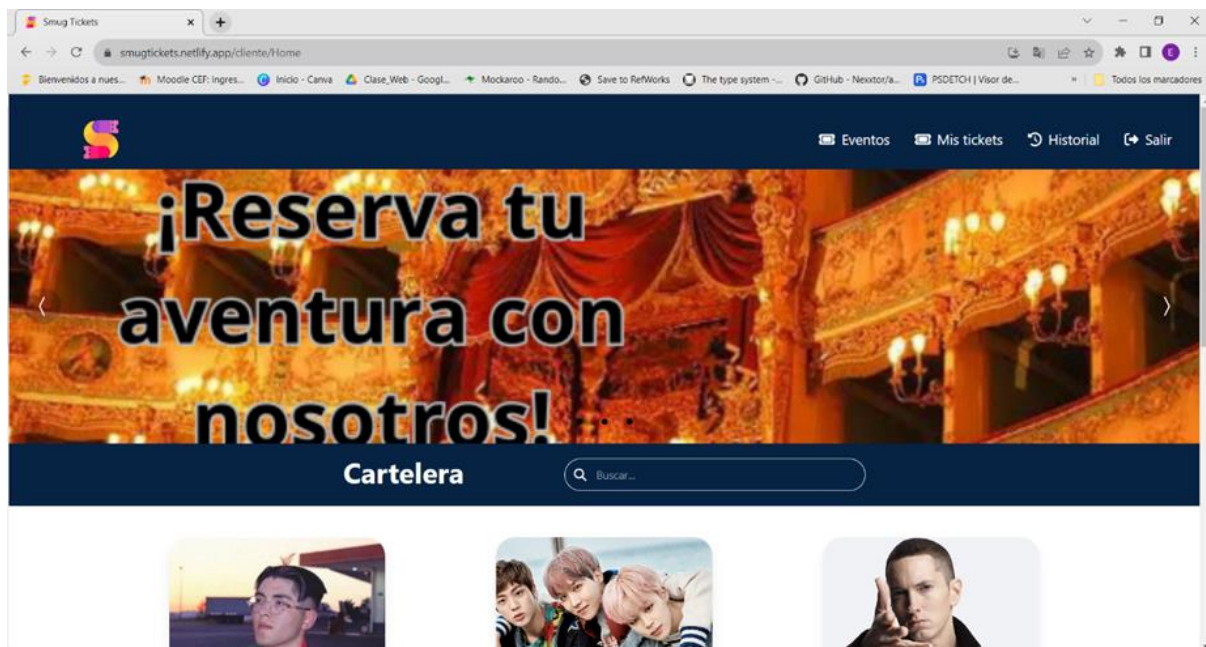 Smug Tickets
smugtickets.netlify.app/cliente/Home
E
Bienvenidos a nues... Moodle CEF: Ingres... Inicio - Canva Clase_Web - Googl... Mockaroo - Rando... Save to RefWorks The type system -... GitHub - Nexxtor/a... PSDETCH | Visor de... » Todos los marcadores
Eventos Mis tickets Historial Salir
¡Reserva tu
aventura con
nosotros!
Cartelera Buscar...